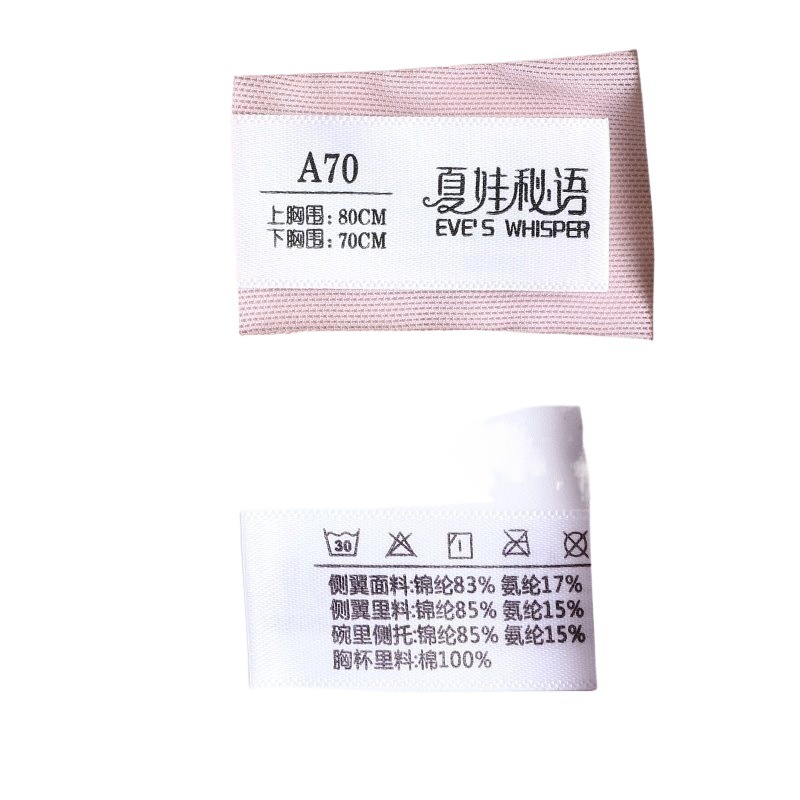 A70
上胸围: 80CM
下胸围: 70CM
夏娃秘语
EVE'S WHISPER
30
侧翼面料:锦纶83% 氨纶17%
侧翼里料:锦纶85% 氨纶15%
碗里侧托:锦纶85% 氨纶15%
胸杯里料:棉100%